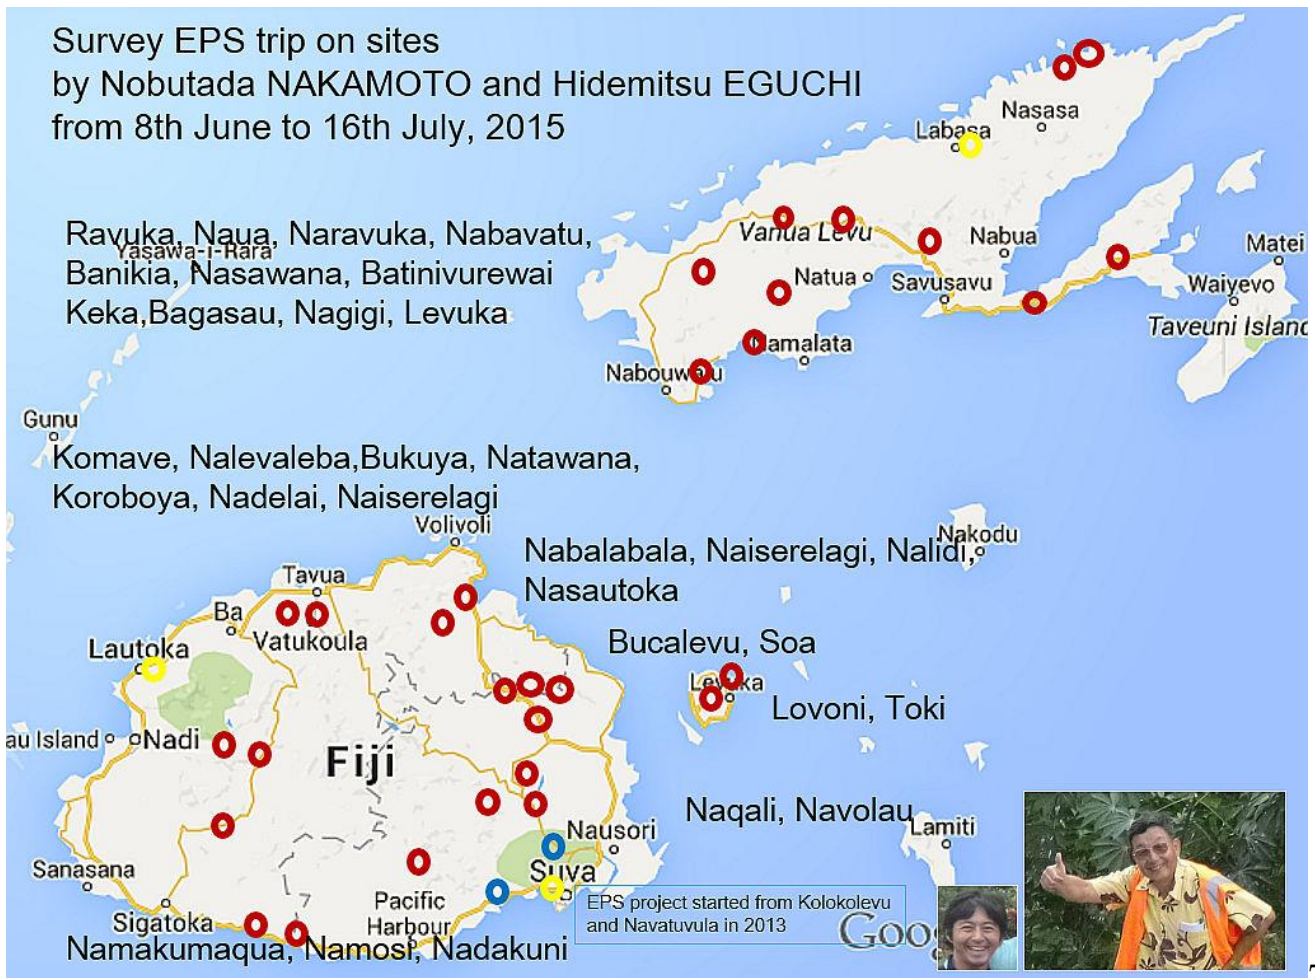 Survey EPS trip on sites
by Nobutada NAKAMOTO and Hidemitsu EGUCHI
from 8th June to 16th July, 2015
Nasasa
Labasa
Ravuka, Naua, Naravuka, Nabavatu,
Yasawa-i-Rara
Banikia, Nasawana, Batinivurewai
Keka,Bagasau, Nagigi, Levuka
Vanua Levu
Nabua
Matei
Natua
Savusavu
Waiyevo
Taveuni Island
Namalata
Nabouwalu
Gunu
Komave, Nalevaleba,Bukuya, Natawana,
Koroboya, Nadelai, Naiserelagi
Volivoli
Nakodu
Nabalabala, Naiserelagi, Nalidi,
Nasautoka
Tavua
Ba
Vatukoula
Lautoka
Bucalevu, Soa
Levuka
Lovoni, Toki
au Island
Nadi
Fiji
Naqali, Navolau
Lamiti
Nausori
Suva
Sanasana
Sigatoka
Pacific
Harbour
EPS project started from Kolokolevu
and Navatuvula in 2013
Goo
Namakumaqua, Namosi, Nadakuni